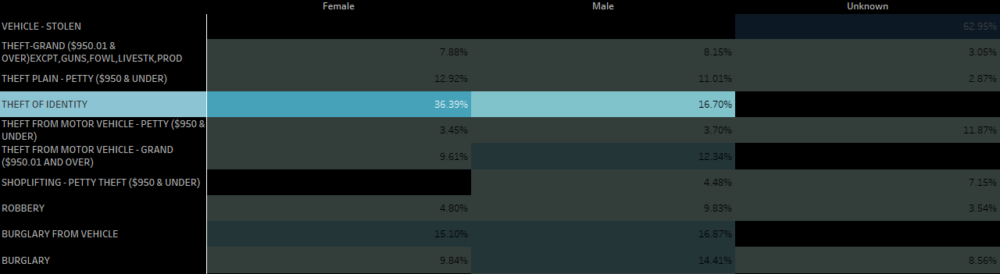 Female Male Unknown
VEHICLE - STOLEN 62.95%
THEFT-GRAND ($950.01 &
OVER)EXCPT,GUNS,FOWL,LIVESTK,PROD 7.88% 8.15% 3.05%
THEFT PLAIN - PETTY ($950 & UNDER) 12.92% 11.01% 2.87%
THEFT OF IDENTITY 36.39% 16.70%
THEFT FROM MOTOR VEHICLE - PETTY ($950 &
UNDER) 3.45% 3.70% 11.87%
THEFT FROM MOTOR VEHICLE - GRAND
($950.01 AND OVER) 9.61% 12.34%
SHOPLIFTING - PETTY THEFT ($950 & UNDER) 4.48% 7.15%
ROBBERY 4.80% 9.83% 3.54%
BURGLARY FROM VEHICLE 15.10% 16.87%
BURGLARY 9.84% 14.41% 8.56%